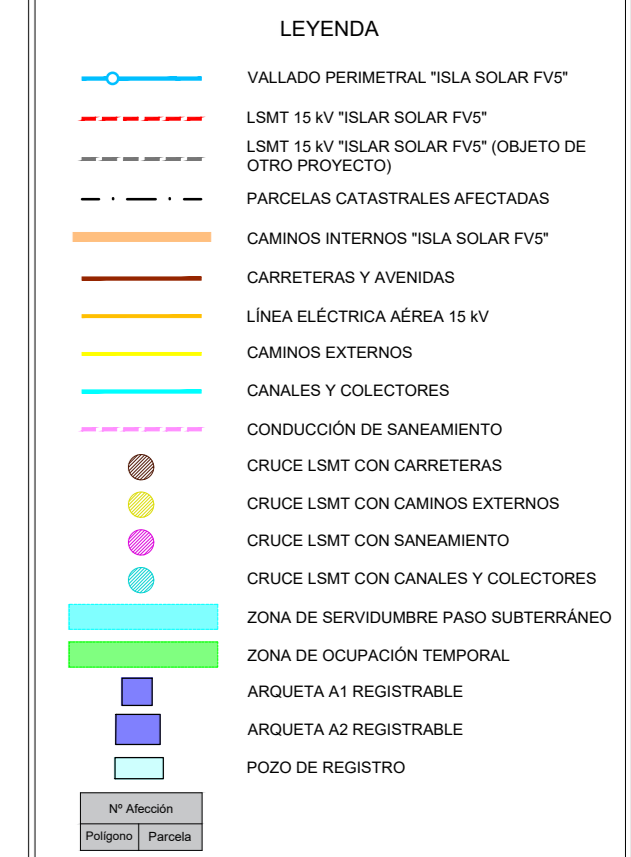 LEYENDA
VALLADO PERIMETRAL "ISLA SOLAR FV5"
LSMT 15 kV "ISLAR SOLAR FV5"
LSMT 15 kV "ISLAR SOLAR FV5" (OBJETO DE
OTRO PROYECTO)
PARCELAS CATASTRALES AFECTADAS
CAMINOS INTERNOS "ISLA SOLAR FV5"
CARRETERAS Y AVENIDAS
LÍNEA ELÉCTRICA AÉREA 15 kV
CAMINOS EXTERNOS
CANALES Y COLECTORES
CONDUCCIÓN DE SANEAMIENTO
CRUCE LSMT CON CARRETERAS
CRUCE LSMT CON CAMINOS EXTERNOS
CRUCE LSMT CON SANEAMIENTO
CRUCE LSMT CON CANALES Y COLECTORES
ZONA DE SERVIDUMBRE PASO SUBTERRÁNEO
ZONA DE OCUPACIÓN TEMPORAL
ARQUETA A1 REGISTRABLE
ARQUETA A2 REGISTRABLE
POZO DE REGISTRO
Nº Afección
Polígono Parcela